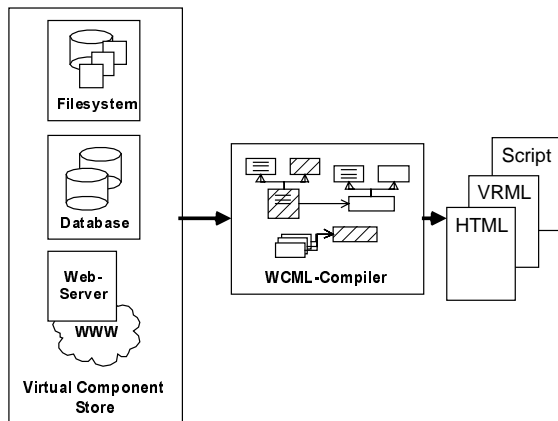 Filesystem
Database
Web-
Server
WWW
Virtual Component
Store
WCML-Compiler
Script
VRML
HTML